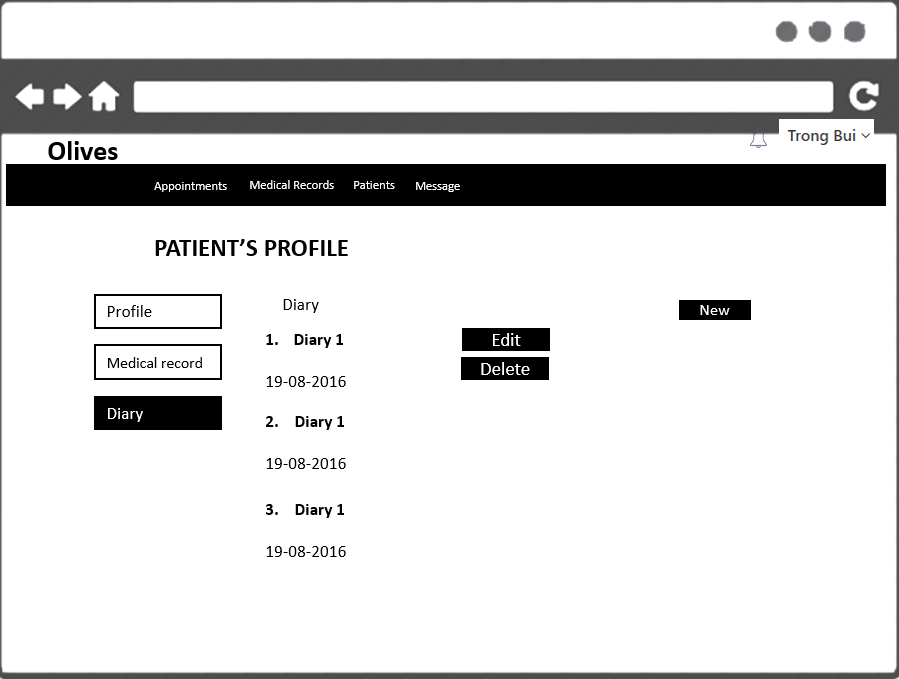 Trong Bui
Olives
Appointments Medical Records Patients Message
PATIENT’S PROFILE
Profile
Medical record
Diary
Diary
New
1. Diary 1
Edit
Delete
19-08-2016
2. Diary 1
19-08-2016
3. Diary 1
19-08-2016